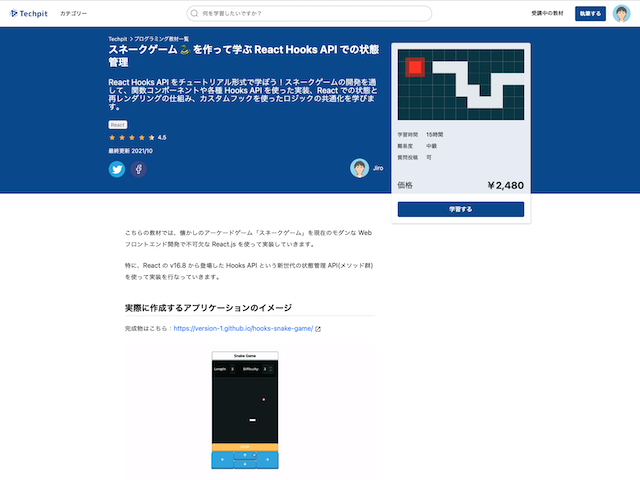 Techpit
カテゴリー
何を学習したいですか？
受講中の教材
執筆する
Techpit > プログラミング教材一覧
スネークゲーム🐍 を作って学ぶ React Hooks API での状態
管理
React Hooks API をチュートリアル形式で学ぼう！スネークゲームの開発を通
して、関数コンポーネントや各種 Hooks API を使った実装、React での状態と
再レンダリングの仕組み、カスタムフックを使ったロジックの共通化を学びま
す。
React
4.5
最終更新 2021/10
Jiro
学習時間 15時間
難易度 中級
質問投稿 可
価格 ￥2,480
学習する
こちらの教材では、懐かしのアーケードゲーム「スネークゲーム」を現在のモダンな Web
フロントエンド開発で不可欠な React.js を使って実装していきます。
特に、React の v16.8 から登場した Hooks API という新世代の状態管理 API(メソッド群)
を使って実装を行なっていきます。
実際に作成するアプリケーションのイメージ
完成物はこちら：https://version-1.github.io/hooks-snake-game/
Snake Game
Length: 3
Difficulty: 3